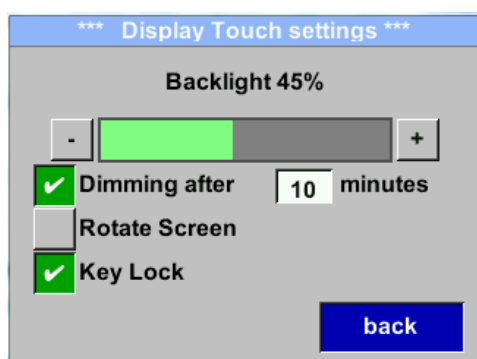 *** Display Touch settings ***
Backlight 45%
- +
Dimming after 10 minutes
Rotate Screen
Key Lock
back